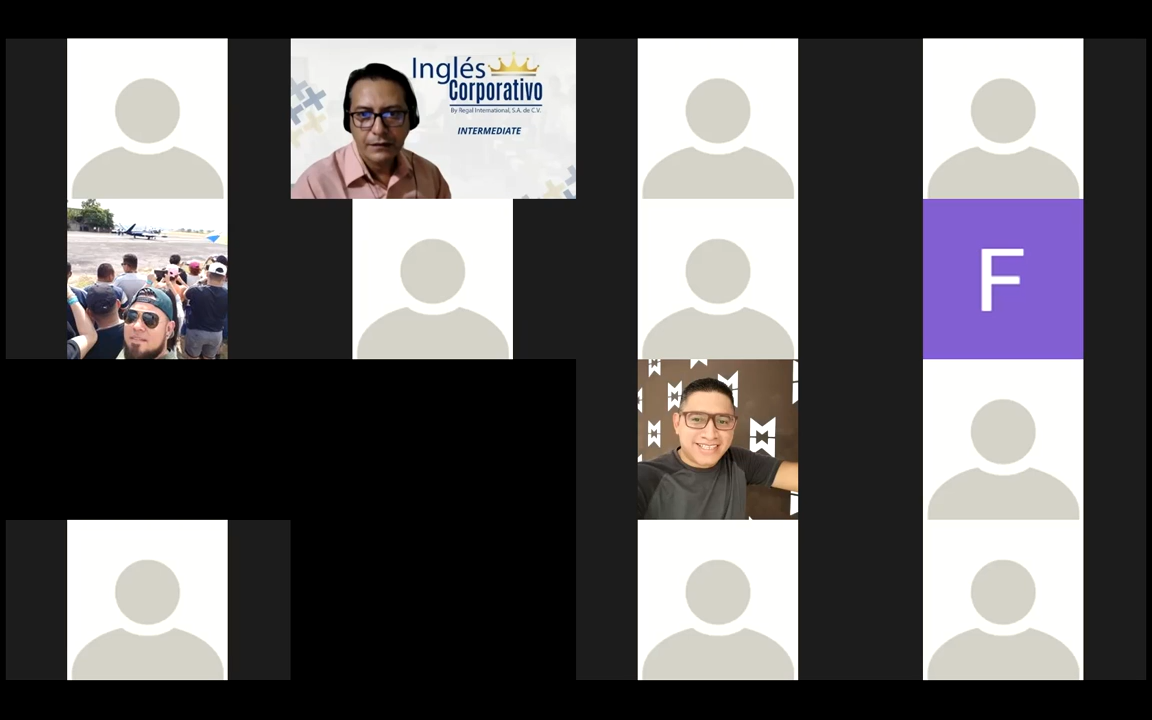 Inglés
Corporativo
By Regal International, S.A. de C.V.
INTERMEDIATE
F